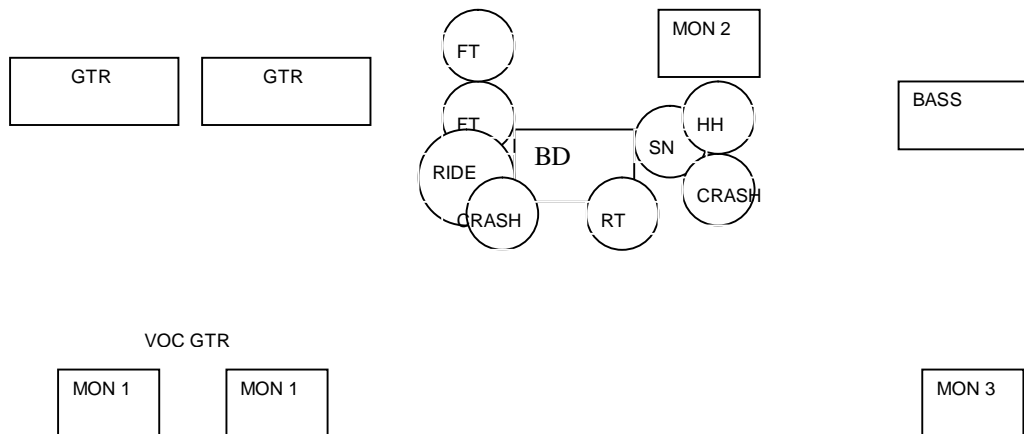 MON 2
FT
GTR
GTR
BASS
FT
HH
SN
BD
RIDE
CRASH
CRASH
RT
VOC GTR
MON 1
MON 1
MON 3